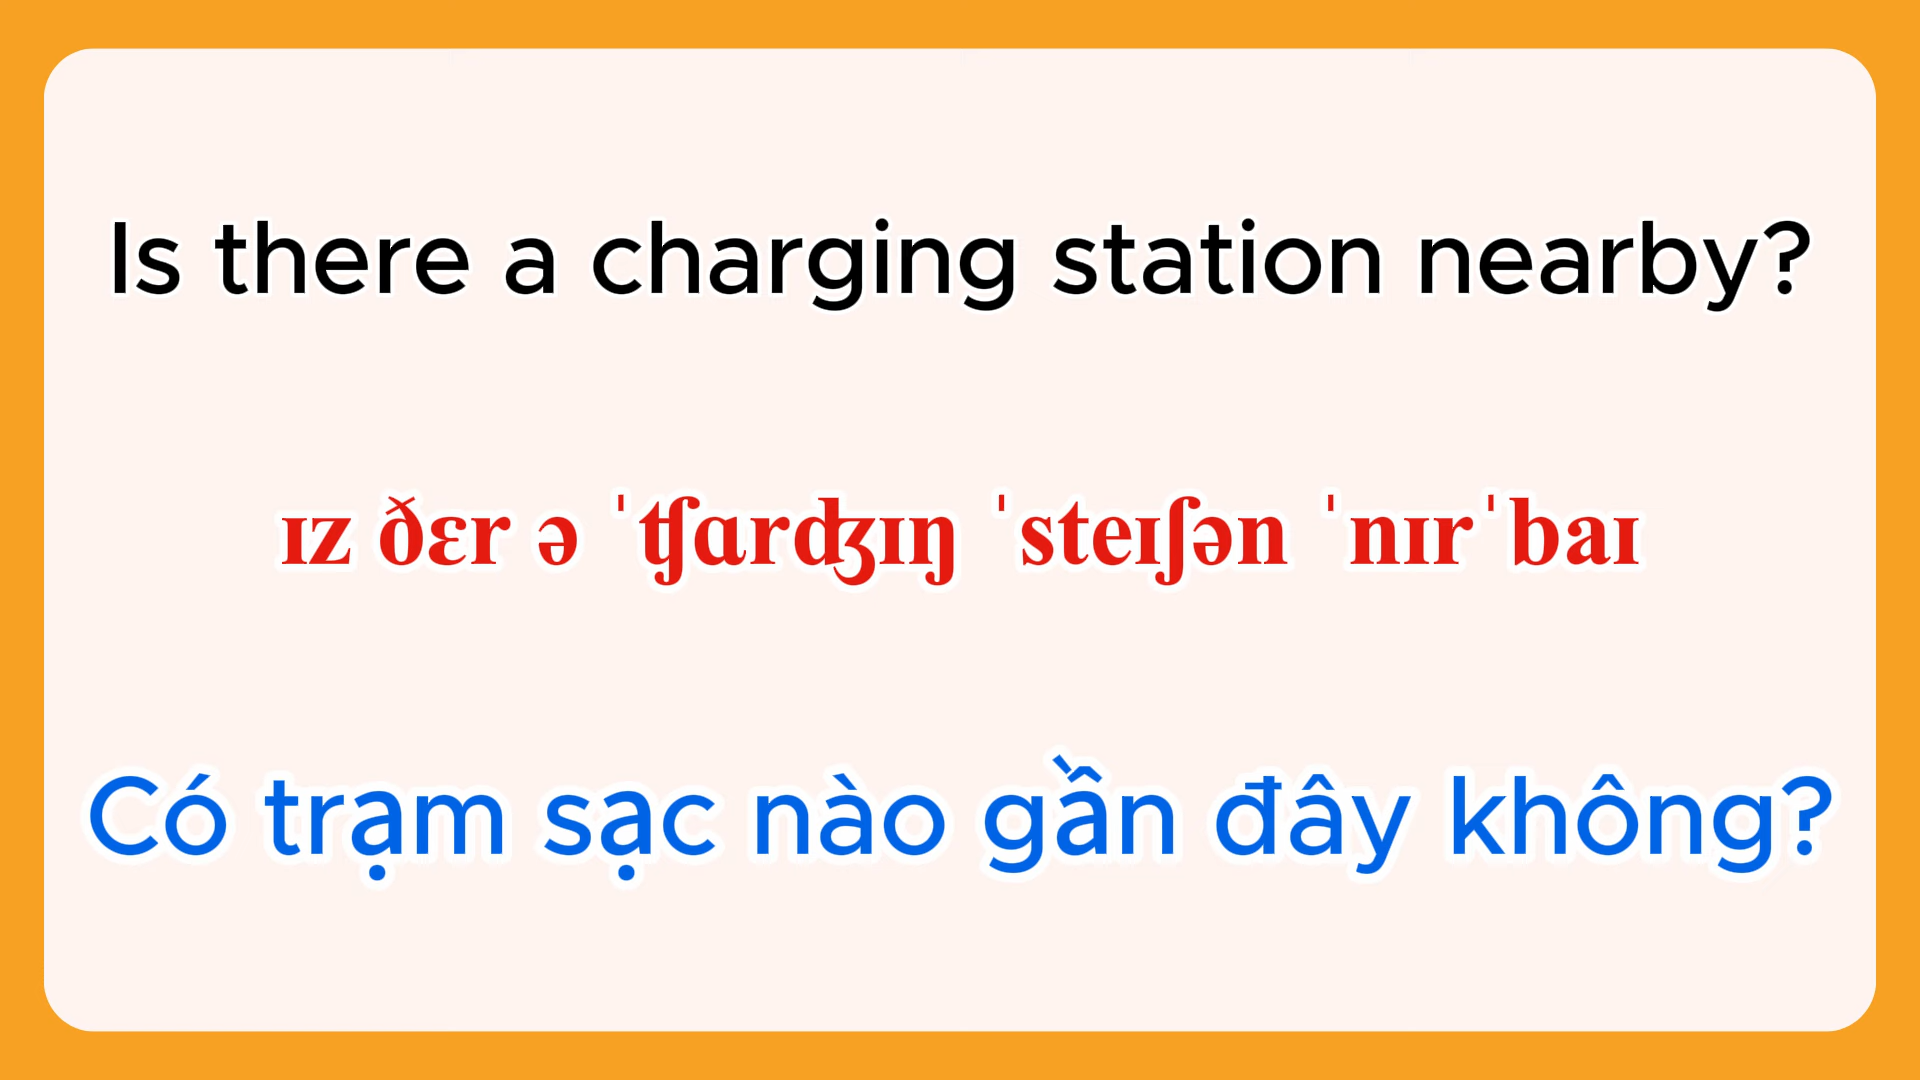 Is there a charging station nearby?
ɪz ðɛr ə ˈʧɑrʤɪŋ ˈsteɪʃən ˈnɪrˈbaɪ
Có trạm sạc nào gần đây không?